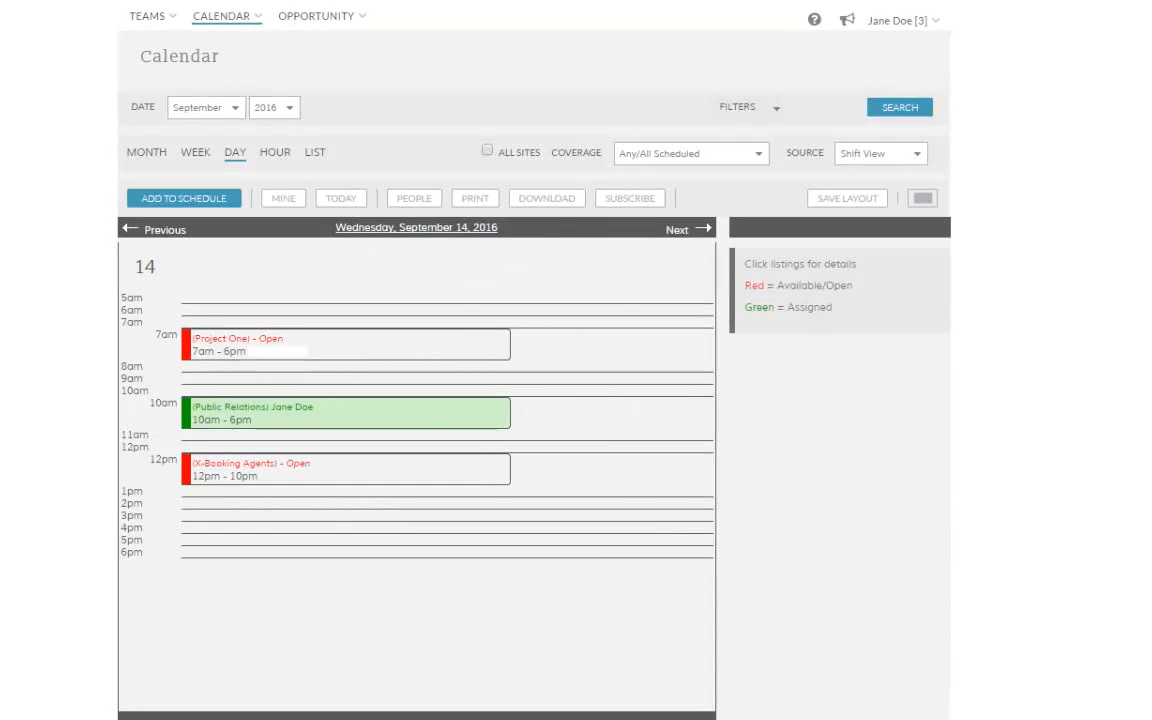 TEAMS CALENDAR OPPORTUNITY Jane Doe [3]
Calendar
DATE September 2016 FILTERS SEARCH
MONTH WEEK DAY HOUR LIST ALL SITES COVERAGE Any/All Scheduled SOURCE Shift View
ADD TO SCHEDULE MINE TODAY PEOPLE PRINT DOWNLOAD SUBSCRIBE SAVE LAYOUT
Previous Wednesday, September 14, 2016 Next
14
5am
6am
7am
7am (Project One) - Open
7am - 6pm
8am
9am
10am
10am (Public Relations) Jane Doe
10am - 6pm
11am
12pm
12pm (X-Booking Agents) - Open
12pm - 10pm
1pm
2pm
3pm
4pm
5pm
6pm
Click listings for details
Red = Available/Open
Green = Assigned